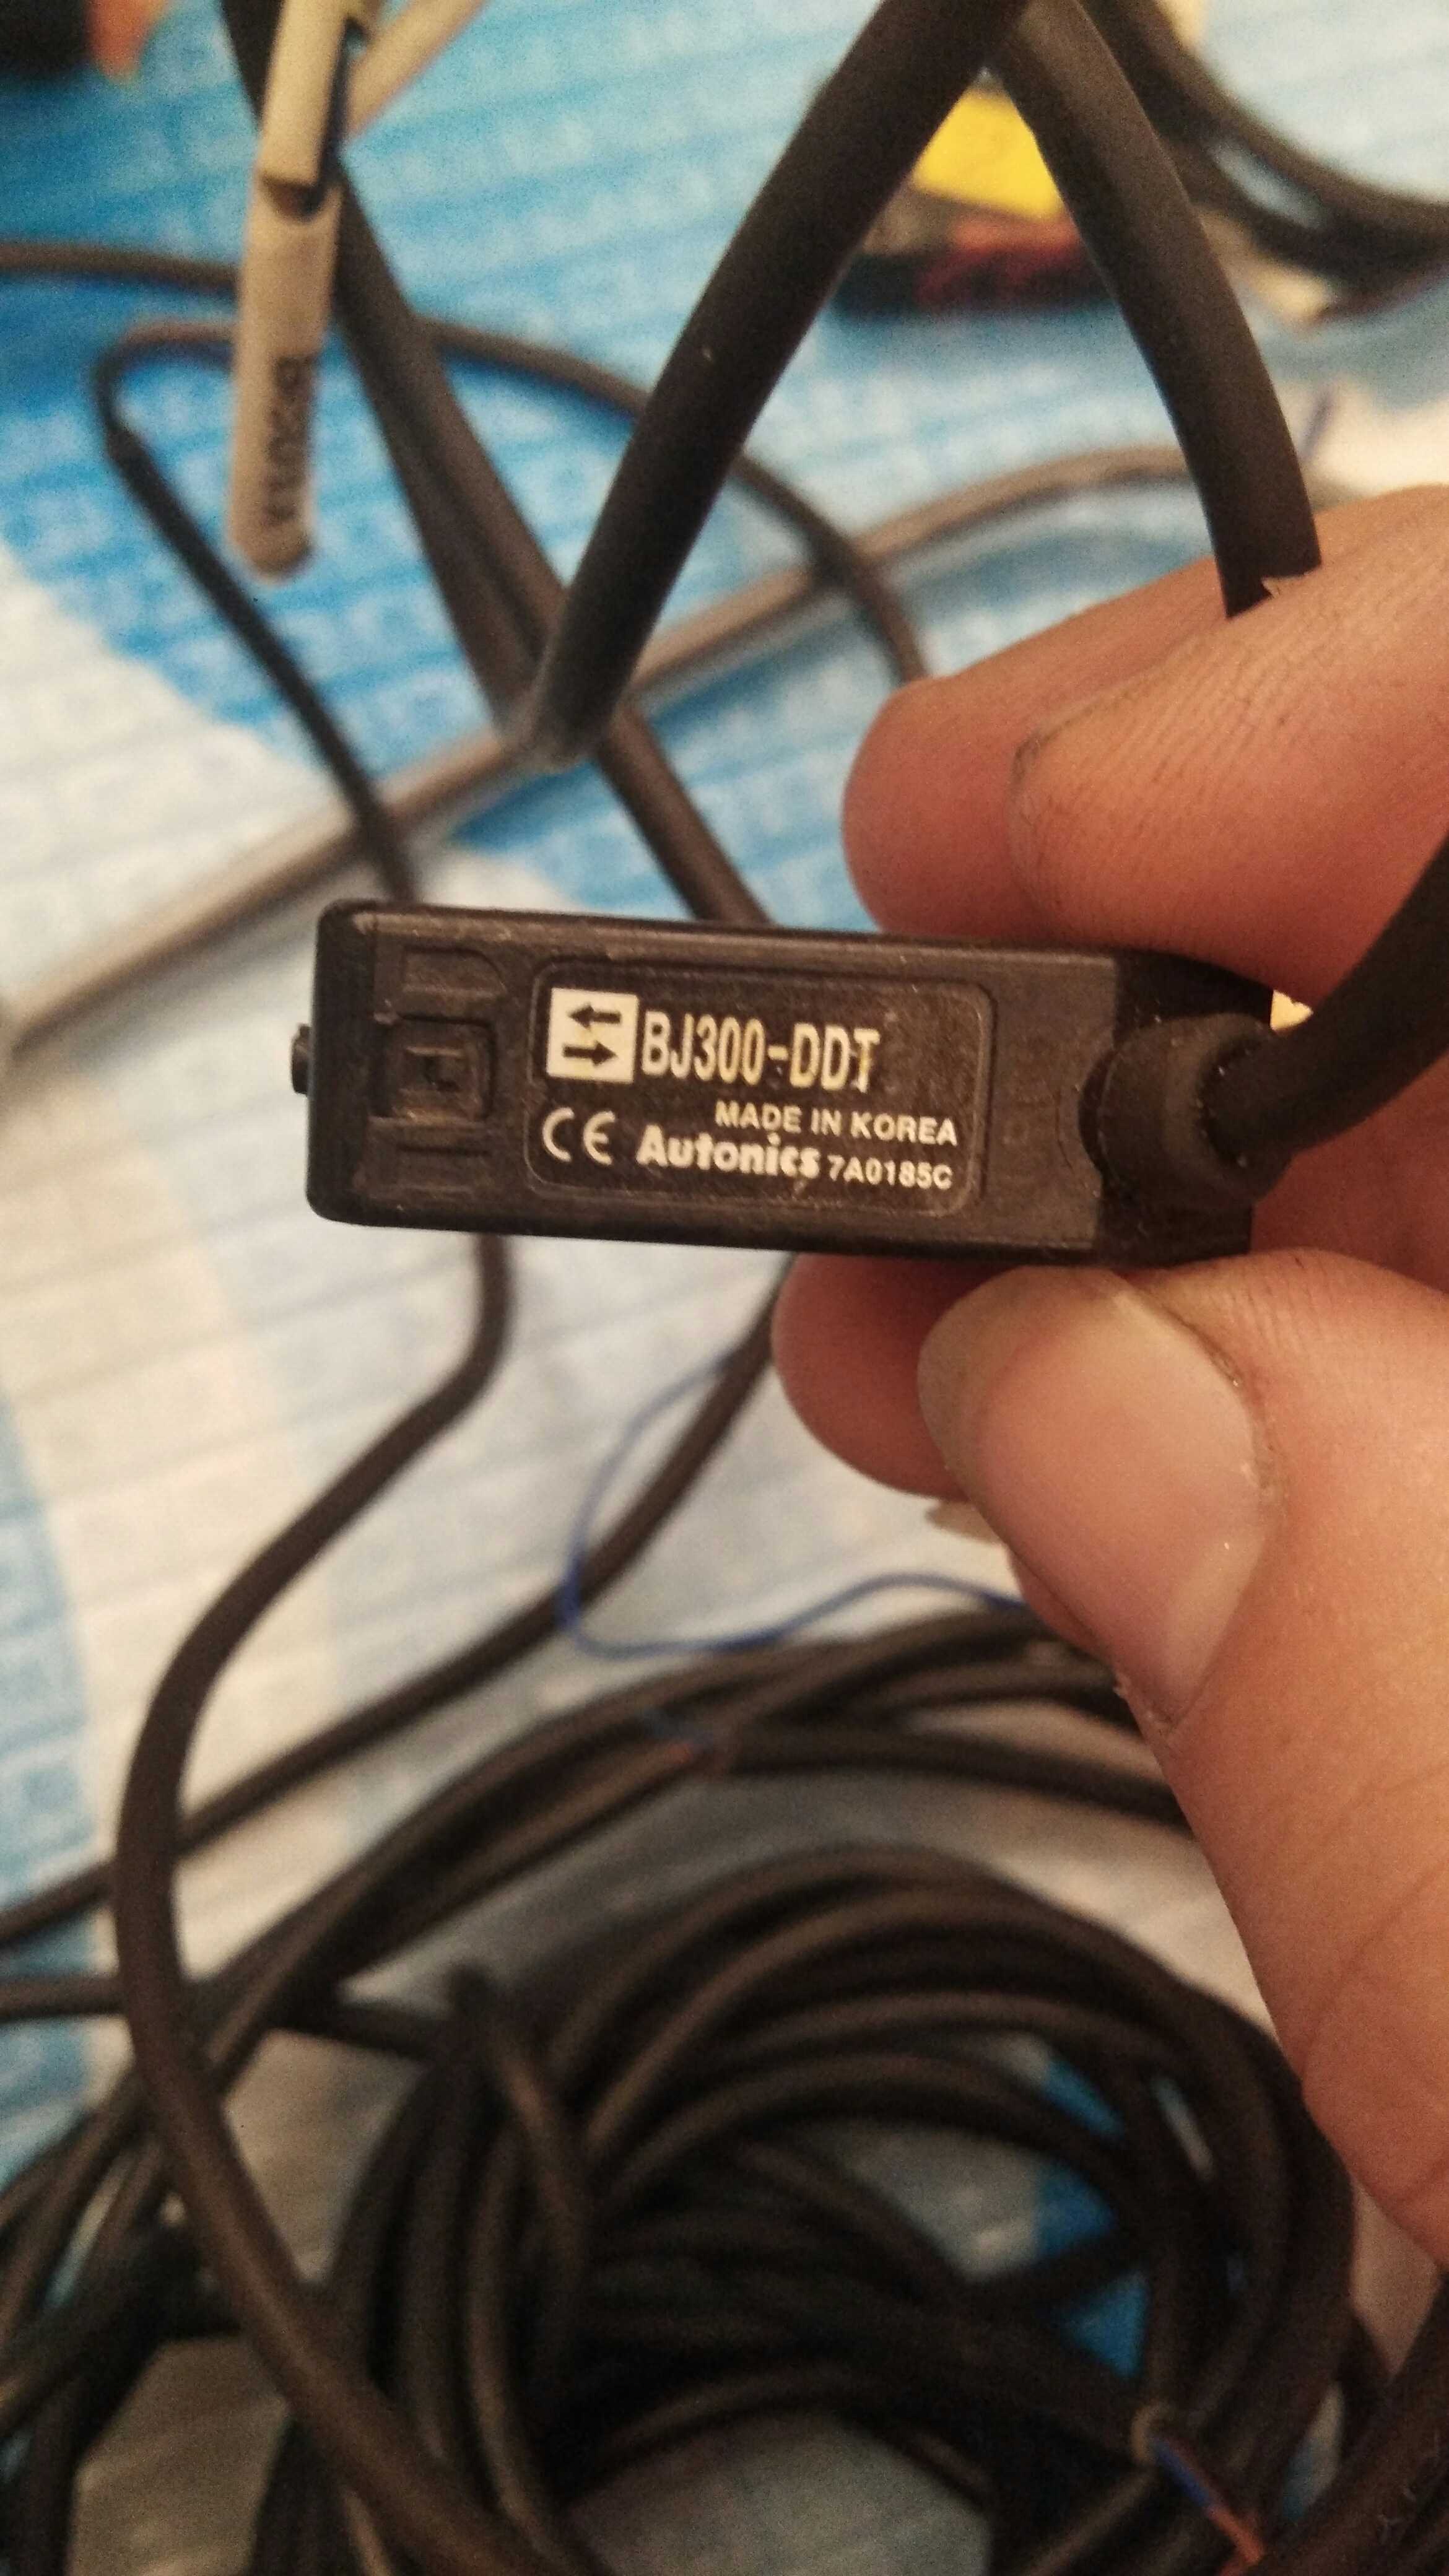 BJ300-DDT
MADE IN KOREA
CE Autonics 7A0185C